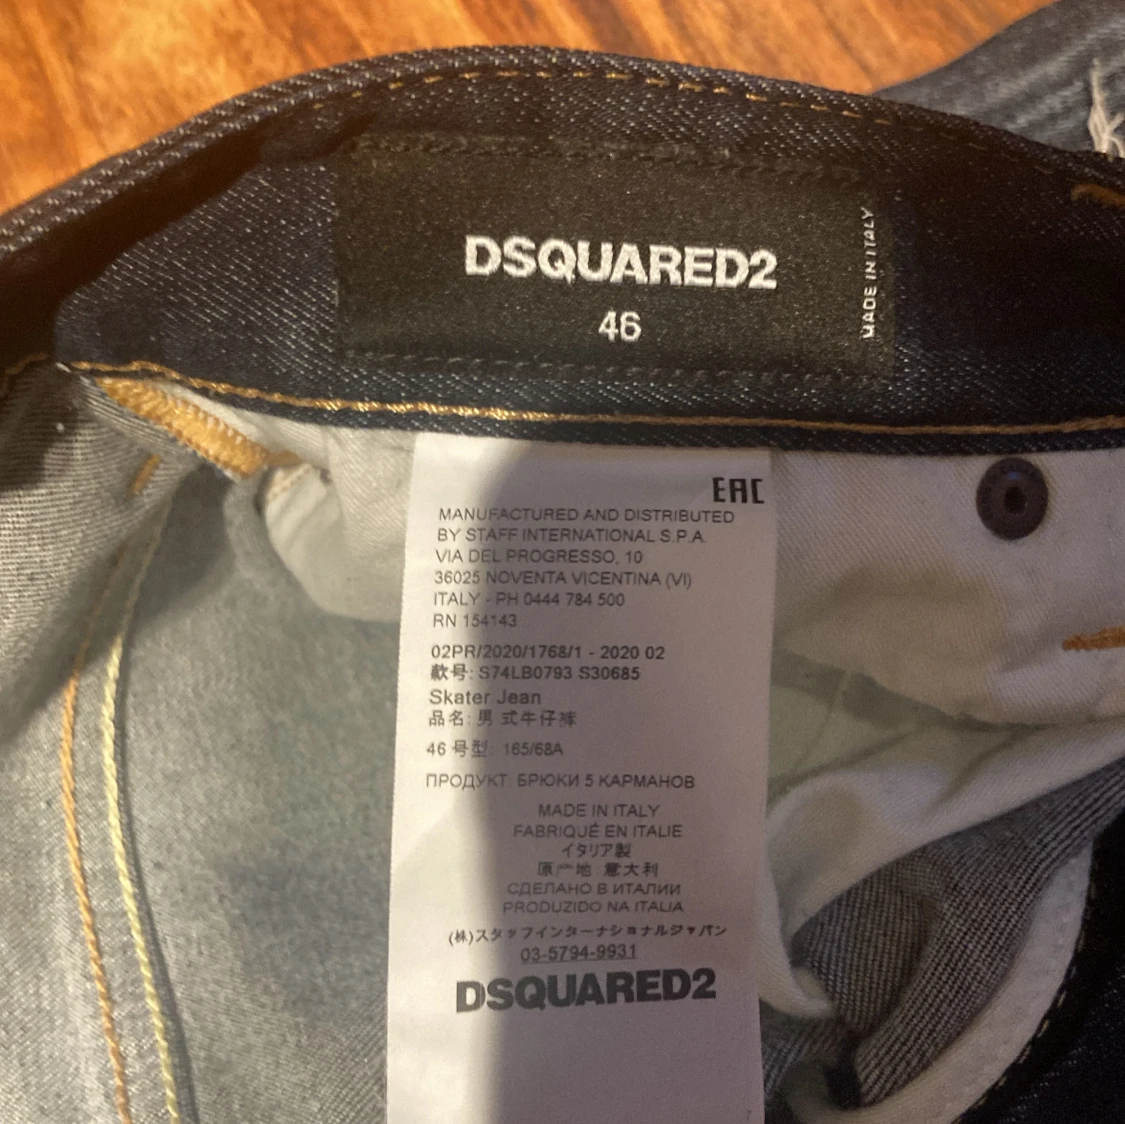 DSQUARED2
46
MADE IN ITALY
EAC
MANUFACTURED AND DISTRIBUTED
BY STAFF INTERNATIONAL S.P.A.
VIA DEL PROGRESSO, 10
36025 NOVENTA VICENTINA (VI)
ITALY - PH 0444 784 500
RN 154143
02PR/2020/1768/1 - 2020 02
款号: S74LB0793 S30685
Skater Jean
品名: 男 式牛仔裤
46 号型: 165/68A
ПРОДУКТ: БРЮКИ 5 КАРМАНОВ
MADE IN ITALY
FABRIQUÉ EN ITALIE
イタリア製
原产地 意大利
СДЕЛАНО В ИТАЛИИ
PRODUZIDO NA ITALIA
(株)スタッフインターナショナルジャパン
03-5794-9931
DSQUARED2